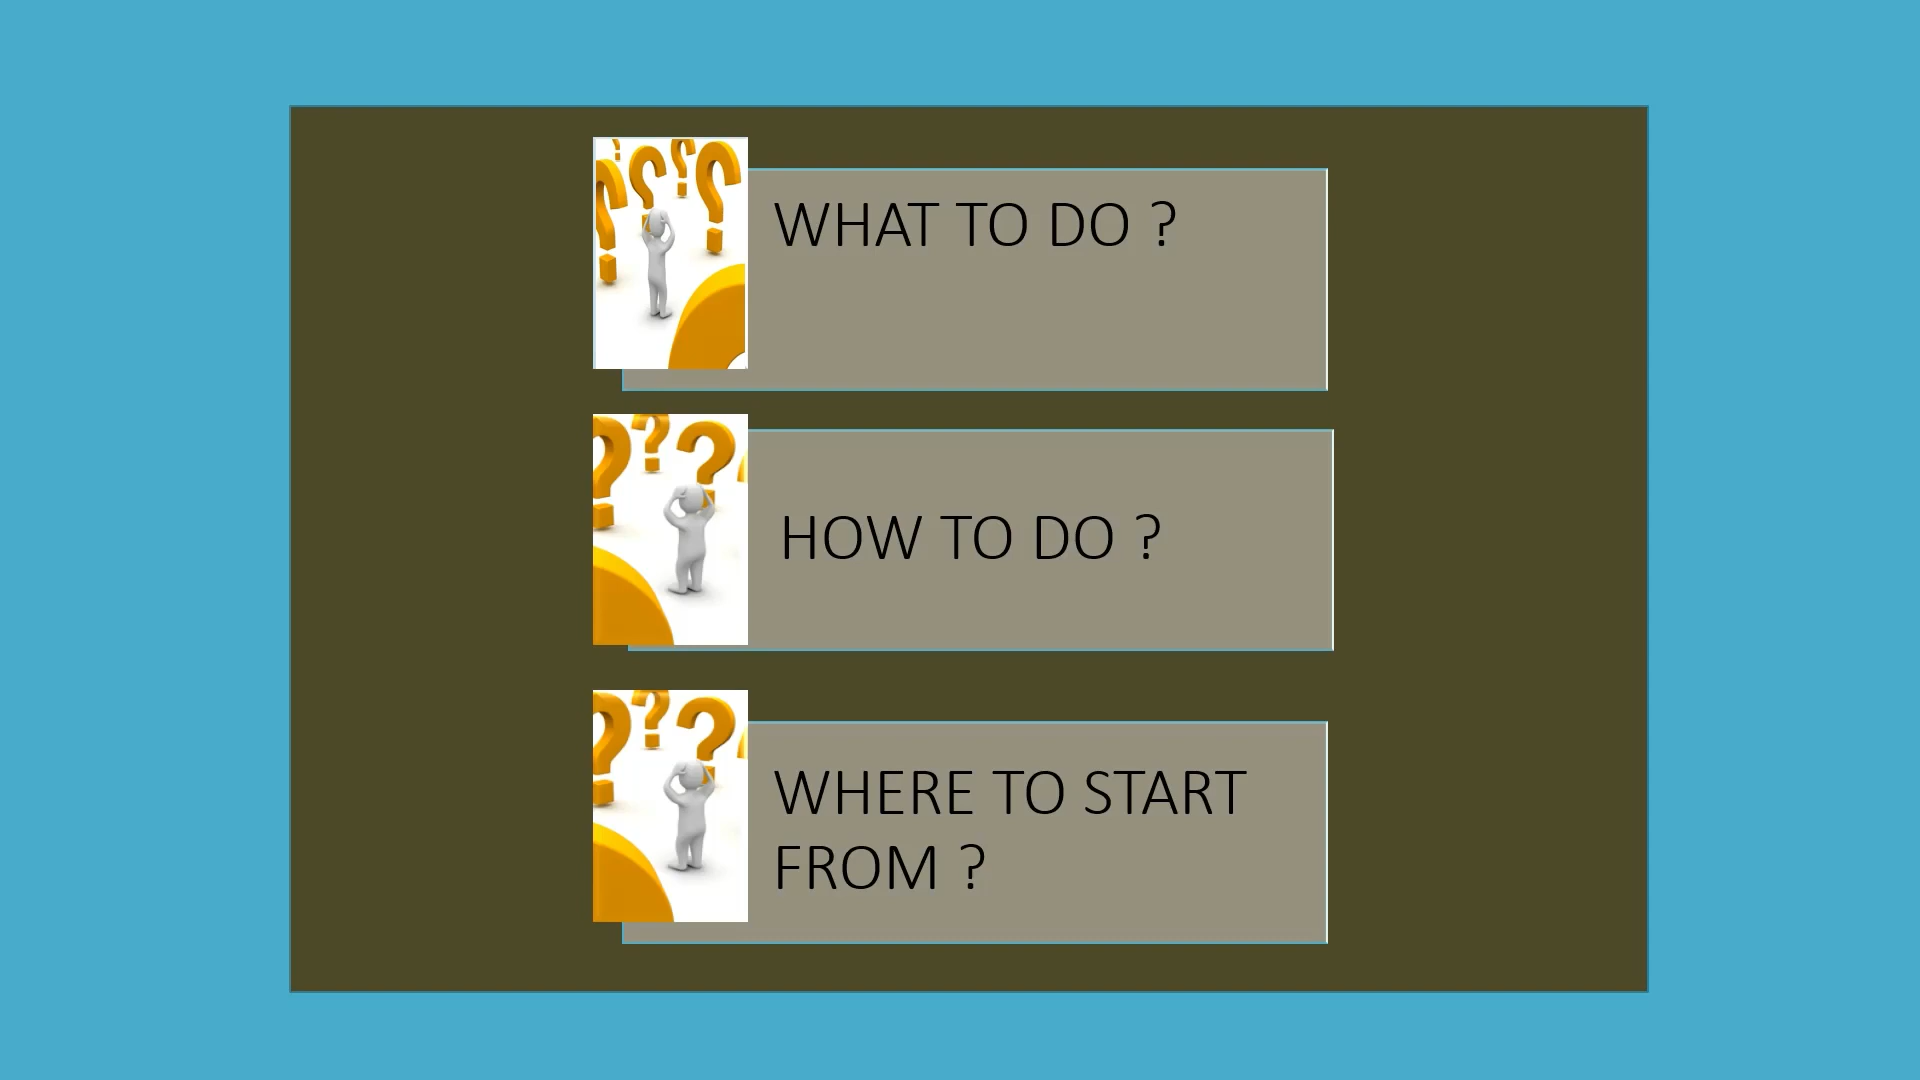 WHAT TO DO ?
HOW TO DO ?
WHERE TO START
FROM ?